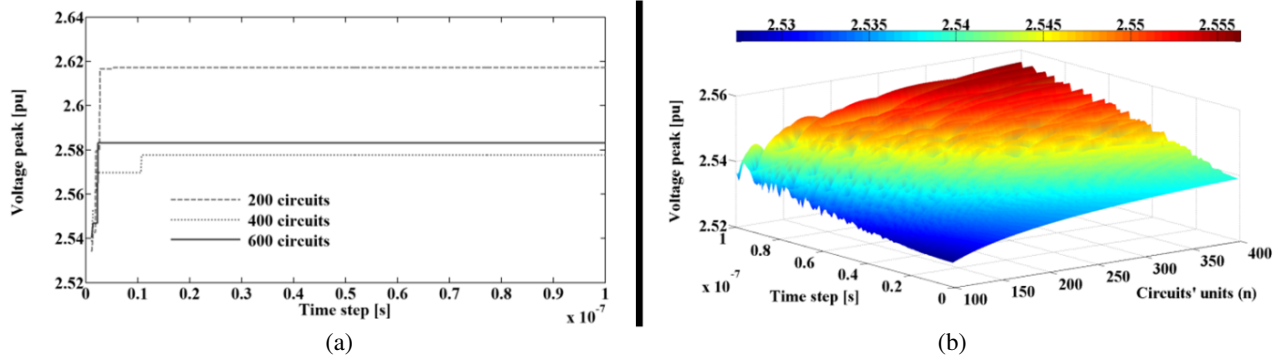 2.64
2.62
2.6
2.58
2.56
2.54
2.52
Voltage peak [pu]
200 circuits
400 circuits
600 circuits
0 0.1 0.2 0.3 0.4 0.5 0.6 0.7 0.8 0.9 1
Time step [s]
x 10⁻⁷
(a)
2.53 2.535 2.54 2.545 2.55 2.555
2.56
2.54
2.52
Voltage peak [pu]
1
0.8
0.6
0.4
0.2
0
x 10⁻⁷
Time step [s]
100
150
200
250
300
350
400
Circuits' units (n)
(b)